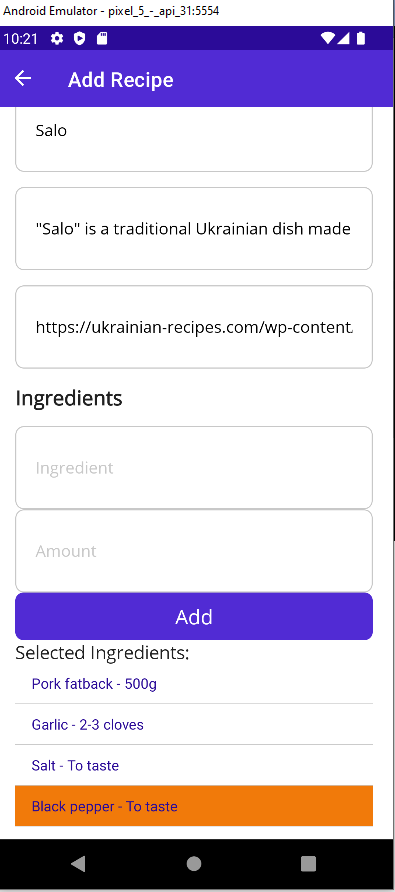 Android Emulator - pixel_5_-_api_31:5554
10:21
Add Recipe
Salo
"Salo" is a traditional Ukrainian dish made
https://ukrainian-recipes.com/wp-content.
Ingredients
Ingredient
Amount
Add
Selected Ingredients:
Pork fatback - 500g
Garlic - 2-3 cloves
Salt - To taste
Black pepper - To taste